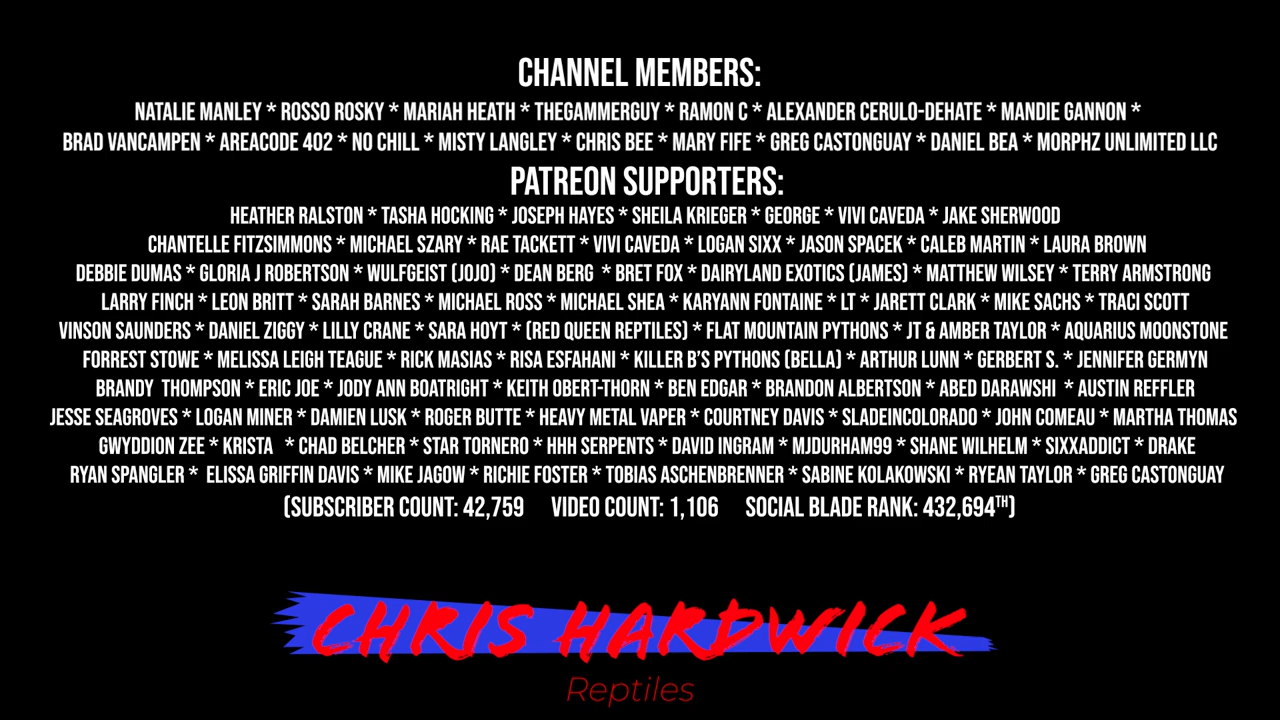 CHANNEL MEMBERS:
NATALIE MANLEY * ROSSO ROSKY * MARIAH HEATH * THEGAMMERGUY * RAMON C * ALEXANDER CERULO-DEHATE * MANDIE GANNON *
BRAD VANCAMPEN * AREACODE 402 * NO CHILL * MISTY LANGLEY * CHRIS BEE * MARY FIFE * GREG CASTONGUAY * DANIEL BEA * MORPHZ UNLIMITED LLC
PATREON SUPPORTERS:
HEATHER RALSTON * TASHA HOCKING * JOSEPH HAYES * SHEILA KRIEGER * GEORGE * VIVI CAVEDA * JAKE SHERWOOD
CHANTELLE FITZSIMMONS * MICHAEL SZARY * RAE TACKETT * VIVI CAVEDA * LOGAN SIXX * JASON SPACEK * CALEB MARTIN * LAURA BROWN
DEBBIE DUMAS * GLORIA J ROBERTSON * WULFGEIST (JOJO) * DEAN BERG * BRET FOX * DAIRYLAND EXOTICS (JAMES) * MATTHEW WILSEY * TERRY ARMSTRONG
LARRY FINCH * LEON BRITT * SARAH BARNES * MICHAEL ROSS * MICHAEL SHEA * KARYANN FONTAINE * LT * JARETT CLARK * MIKE SACHS * TRACI SCOTT
VINSON SAUNDERS * DANIEL ZIGGY * LILLY CRANE * SARA HOYT * (RED QUEEN REPTILES) * FLAT MOUNTAIN PYTHONS * JT & AMBER TAYLOR * AQUARIUS MOONSTONE
FORREST STOWE * MELISSA LEIGH TEAGUE * RICK MASIAS * RISA ESFAHANI * KILLER B'S PYTHONS (BELLA) * ARTHUR LUNN * GERBERT S. * JENNIFER GERMYN
BRANDY THOMPSON * ERIC JOE * JODY ANN BOATRIGHT * KEITH OBERT-THORN * BEN EDGAR * BRANDON ALBERTSON * ABED DARAWSHI * AUSTIN REFFLER
JESSE SEAGROVES * LOGAN MINER * DAMIEN LUSK * ROGER BUTTE * HEAVY METAL VAPER * COURTNEY DAVIS * SLADEINCOLORADO * JOHN COMEAU * MARTHA THOMAS
GWYDDION ZEE * KRISTA * CHAD BELCHER * STAR TORNERO * HHH SERPENTS * DAVID INGRAM * MJDURHAM99 * SHANE WILHELM * SIXXADDICT * DRAKE
RYAN SPANGLER * ELISSA GRIFFIN DAVIS * MIKE JAGOW * RICHIE FOSTER * TOBIAS ASCHENBRENNER * SABINE KOLAKOWSKI * RYEAN TAYLOR * GREG CASTONGUAY
(SUBSCRIBER COUNT: 42,759 VIDEO COUNT: 1,106 SOCIAL BLADE RANK: 432,694TH)
CHRIS HARDWICK
Reptiles